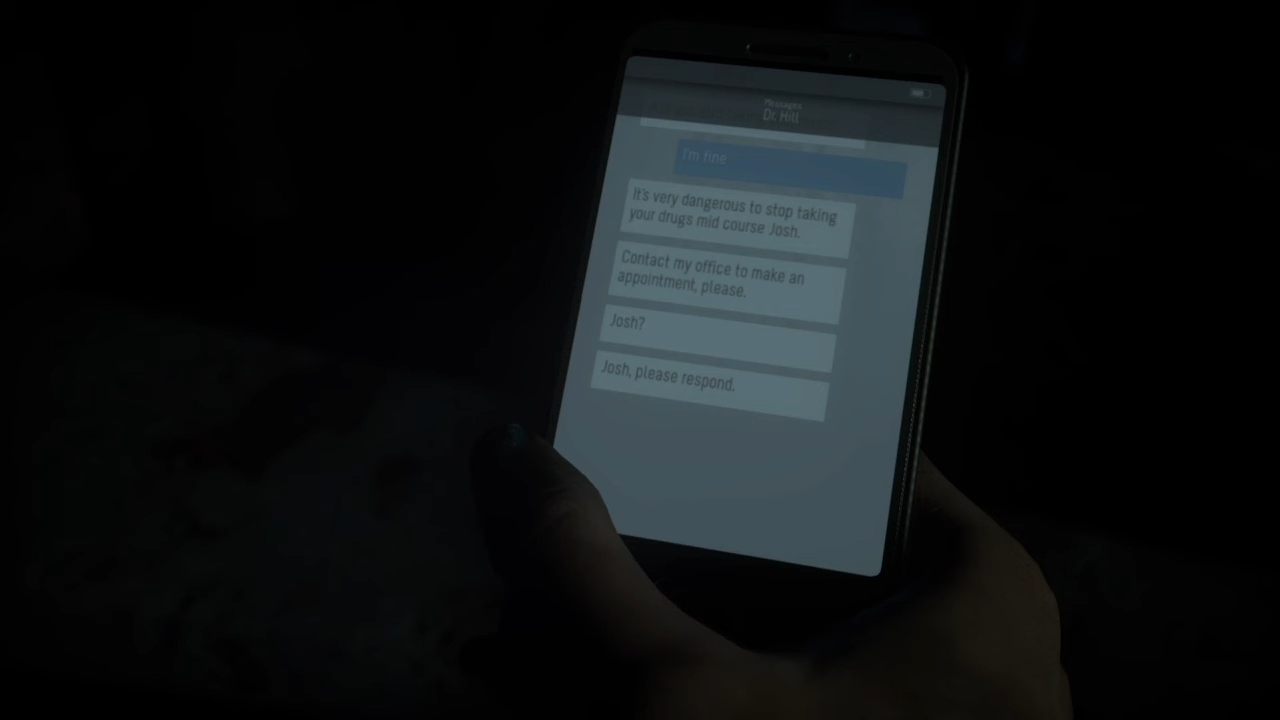 Messages
Dr. Hill
I'm fine
It's very dangerous to stop taking
your drugs mid course Josh.
Contact my office to make an
appointment, please.
Josh?
Josh, please respond.